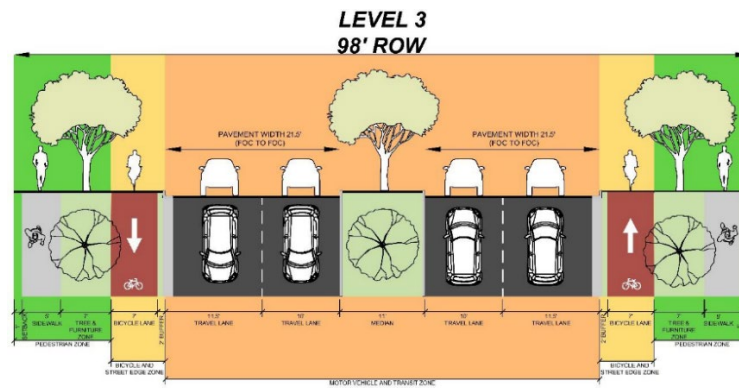 LEVEL 3
98' ROW
PAVEMENT WIDTH 21.5'
(FOC TO FOC)
PAVEMENT WIDTH 21.5'
(FOC TO FOC)
SETBACK
SIDEWALK
7'
TREE &
FURNITURE
ZONE
7'
BICYCLE LANE
2' BUFFER
11.5'
TRAVEL LANE
10'
TRAVEL LANE
11'
MEDIAN
10'
TRAVEL LANE
11.5'
TRAVEL LANE
2' BUFFER
7'
BICYCLE LANE
7'
TREE &
FURNITURE
ZONE
SIDEWALK
PEDESTRIAN ZONE
PEDESTRIAN ZONE
BICYCLE AND
STREET EDGE ZONE
BICYCLE AND
STREET EDGE ZONE
MOTOR VEHICLE AND TRANSIT ZONE